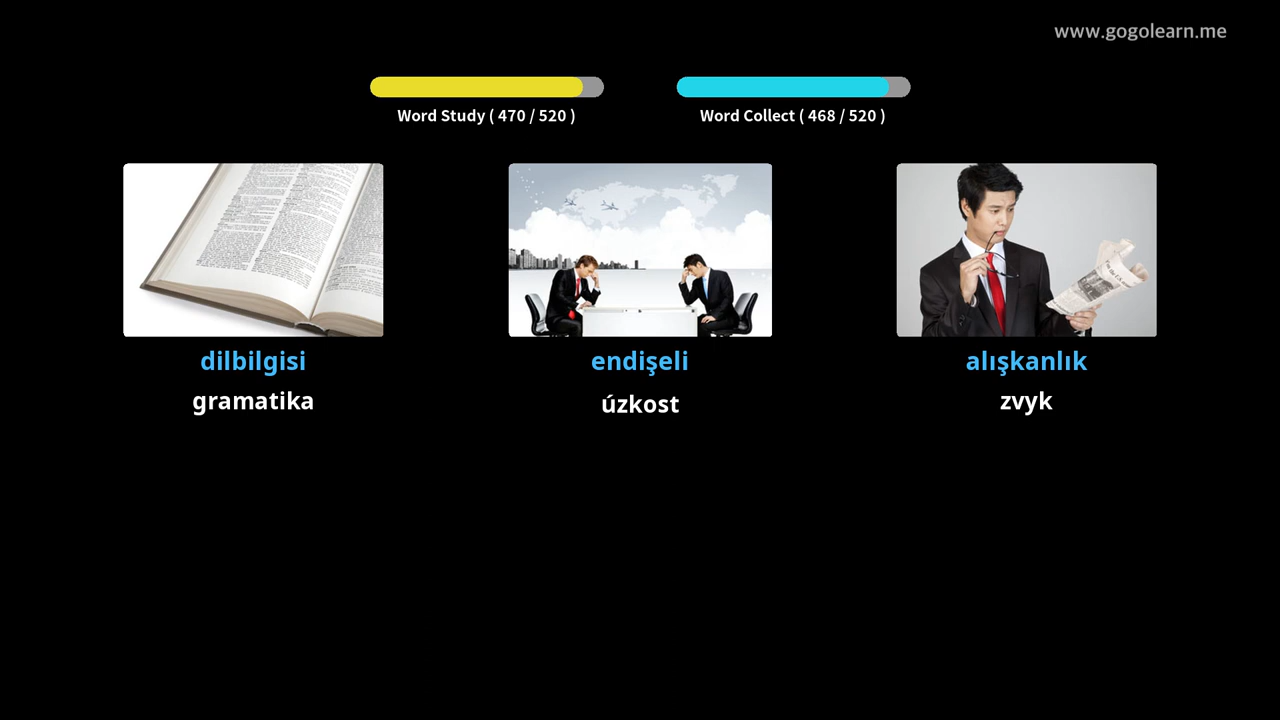 www.gogolearn.me
Word Study ( 470 / 520 )
Word Collect ( 468 / 520 )
dilbilgisi
endişeli
alışkanlık
gramatika
úzkost
zvyk